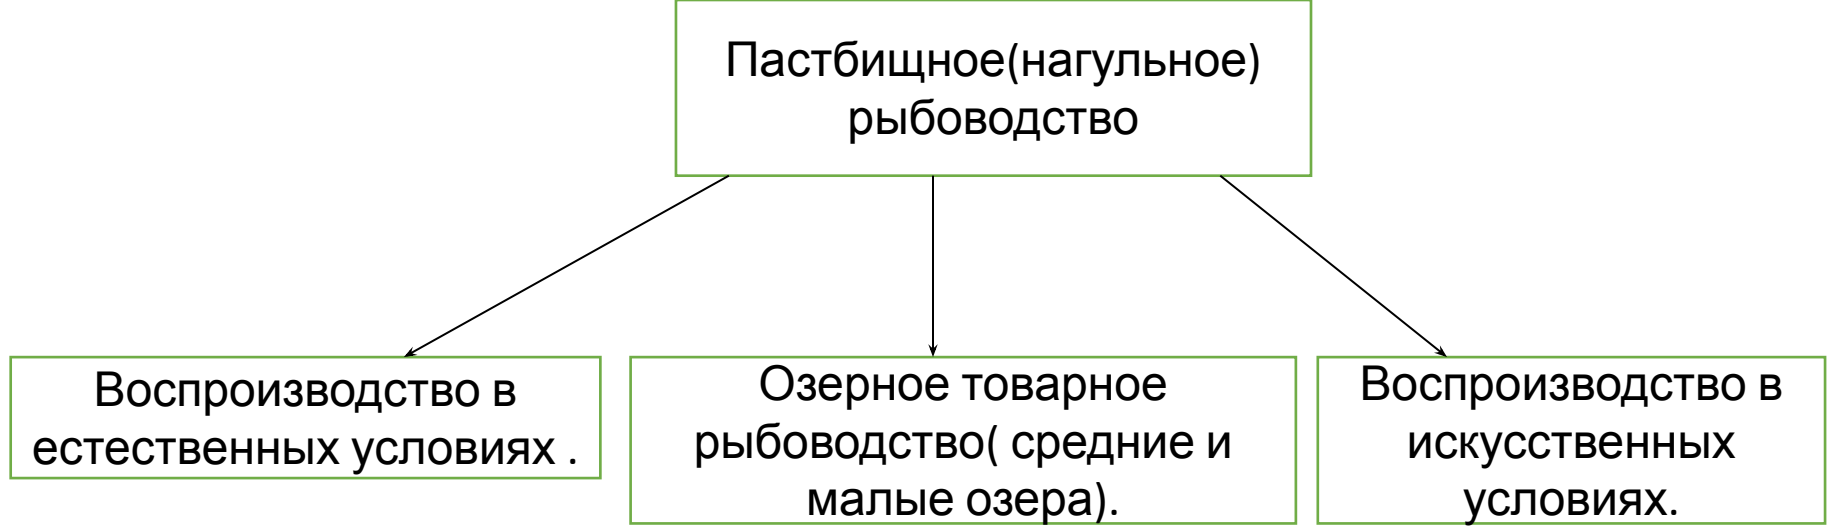 Пастбищное(нагульное)
рыбоводство
Воспроизводство в
естественных условиях .
Озерное товарное
рыбоводство( средние и
малые озера).
Воспроизводство в
искусственных
условиях.